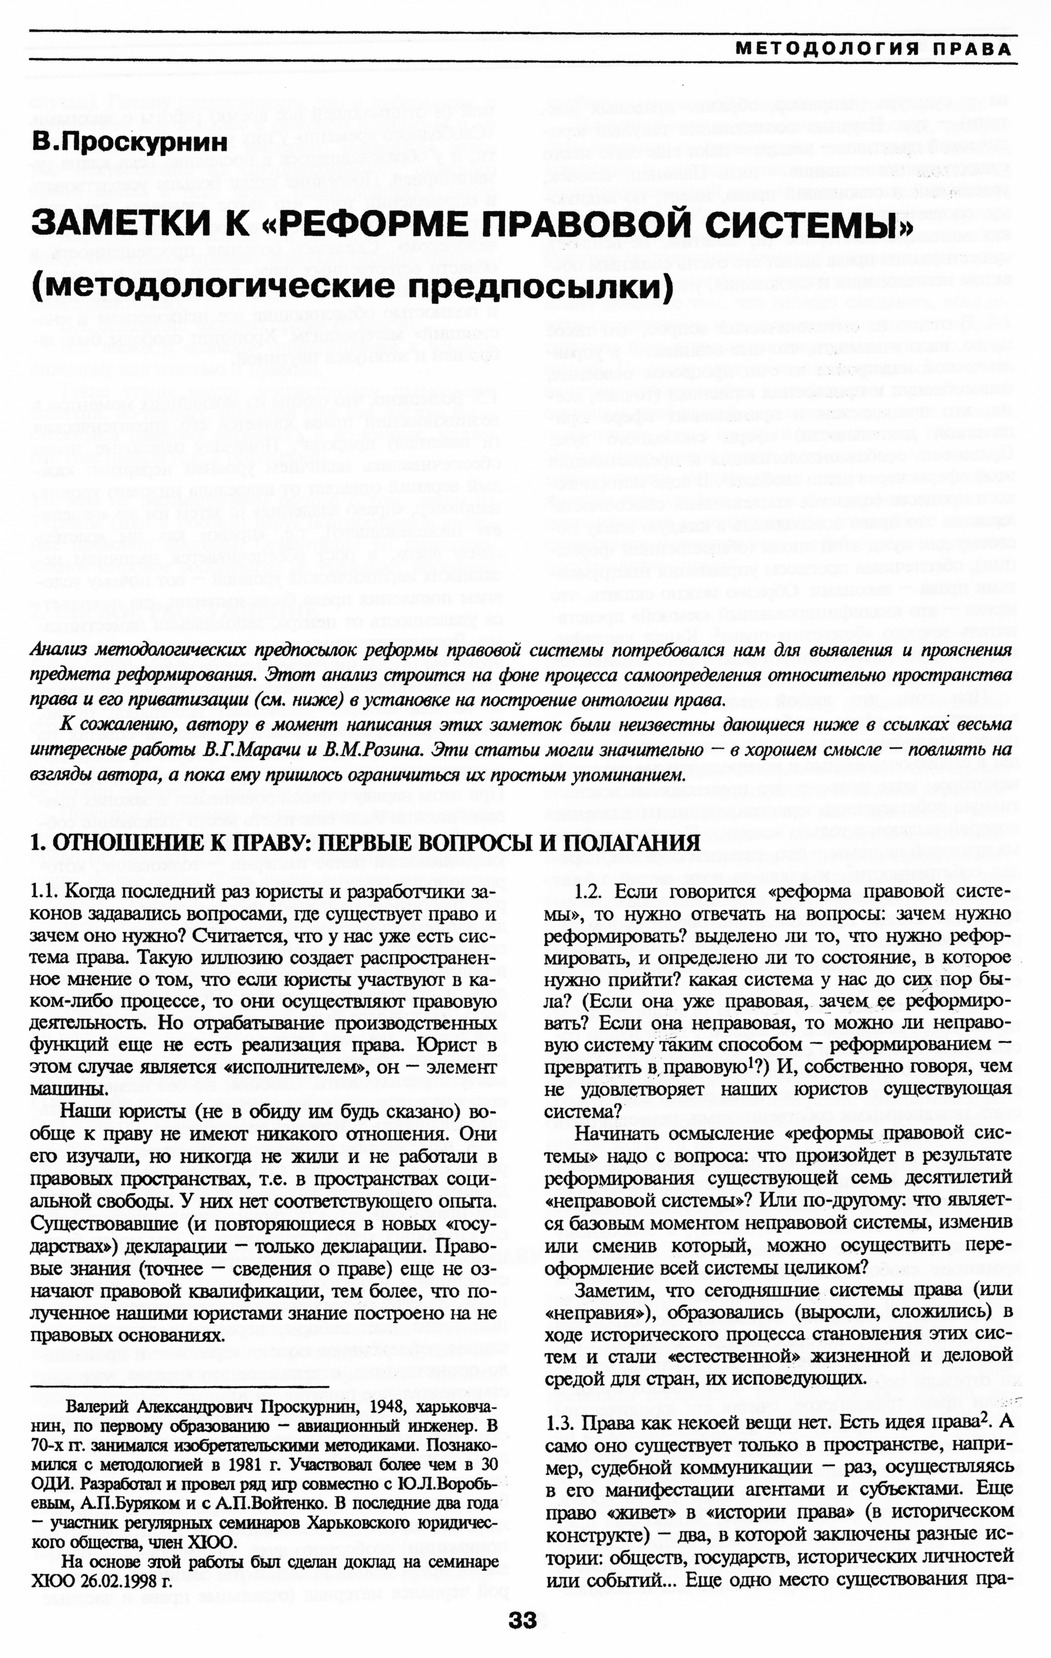 МЕТОДОЛОГИЯ ПРАВА
В.Проскурнин
ЗАМЕТКИ К «РЕФОРМЕ ПРАВОВОЙ СИСТЕМЫ»
(методологические предпосылки)
Анализ методологических предпосылок реформы правовой системы потребовался нам для выявления и прояснения
предмета реформирования. Этот анализ строится на фоне процесса самоопределения относительно пространства
права и его приватизации (см. ниже) в установке на построение онтологии права.
К сожалению, автору в момент написания этих заметок были неизвестны дающиеся ниже в ссылках весьма
интересные работы В.Г.Марачи и В.М.Розина. Эти статьи могли значительно — в хорошем смысле — повлиять на
взгляды автора, а пока ему пришлось ограничиться их простым упоминанием.
1. ОТНОШЕНИЕ К ПРАВУ: ПЕРВЫЕ ВОПРОСЫ И ПОЛАГАНИЯ
1.1. Когда последний раз юристы и разработчики за-
конов задавались вопросами, где существует право и
зачем оно нужно? Считается, что у нас уже есть сис-
тема права. Такую иллюзию создает распространен-
ное мнение о том, что если юристы участвуют в ка-
ком-либо процессе, то они осуществляют правовую
деятельность. Но отрабатывание производственных
функций еще не есть реализация права. Юрист в
этом случае является «исполнителем», он — элемент
машины.
Наши юристы (не в обиду им будь сказано) во-
обще к праву не имеют никакого отношения. Они
его изучали, но никогда не жили и не работали в
правовых пространствах, т.е. в пространствах соци-
альной свободы. У них нет соответствующего опыта.
Существовавшие (и повторяющиеся в новых «госу-
дарствах») декларации — только декларации. Право-
вые знания (точнее — сведения о праве) еще не оз-
начают правовой квалификации, тем более, что по-
лученное нашими юристами знание построено на не
правовых основаниях.
Валерий Александрович Проскурнин, 1948, харьковча-
нин, по первому образованию — авиационный инженер. В
70-х гг. занимался изобретательскими методиками. Познако-
мился с методологией в 1981 г. Участвовал более чем в 30
ОДИ. Разработал и провел ряд игр совместно с Ю.Л.Воробь-
евым, А.П.Буряком и с А.П.Войтенко. В последние два года
— участник регулярных семинаров Харьковского юридичес-
кого общества, член ХЮО.
На основе этой работы был сделан доклад на семинаре
ХЮО 26.02.1998 г.
1.2. Если говорится «реформа правовой систе-
мы», то нужно отвечать на вопросы: зачем нужно
реформировать? выделено ли то, что нужно рефор-
мировать, и определено ли то состояние, в которое
нужно прийти? какая система у нас до сих пор бы-
ла? (Если она уже правовая, зачем ее реформиро-
вать? Если она неправовая, то можно ли неправо-
вую систему таким способом — реформированием —
превратить в правовую¹?) И, собственно говоря, чем
не удовлетворяет наших юристов существующая
система?
Начинать осмысление «реформы правовой сис-
темы» надо с вопроса: что произойдет в результате
реформирования существующей семь десятилетий
«неправовой системы»? Или по-другому: что являет-
ся базовым моментом неправовой системы, изменив
или сменив который, можно осуществить пере-
оформление всей системы целиком?
Заметим, что сегодняшние системы права (или
«неправия»), образовались (выросли, сложились) в
ходе исторического процесса становления этих сис-
тем и стали «естественной» жизненной и деловой
средой для стран, их исповедующих.
1.3. Права как некоей вещи нет. Есть идея права². А
само оно существует только в пространстве, напри-
мер, судебной коммуникации — раз, осуществляясь
в его манифестации агентами и субъектами. Еще
право «живет» в «истории права» (в историческом
конструкте) — два, в которой заключены разные ис-
тории: обществ, государств, исторических личностей
или событий... Еще одно место существования пра-
33